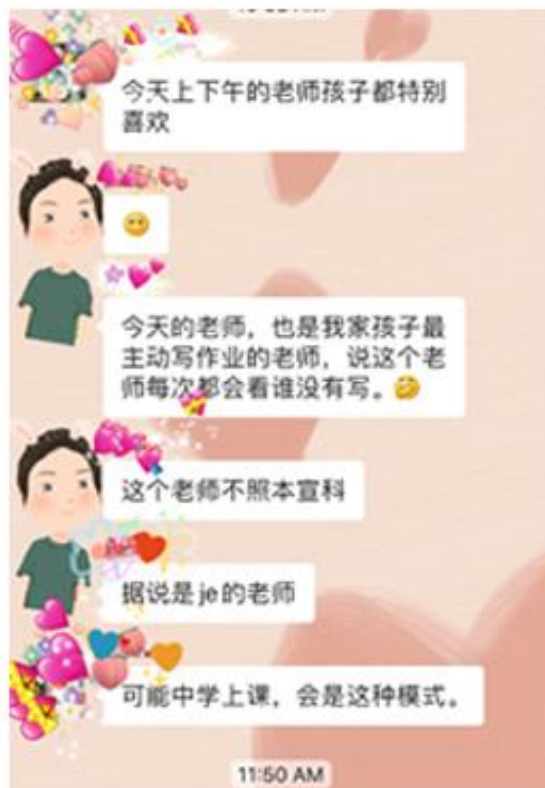 今天上下午的老师孩子都特别
喜欢
今天的老师，也是我家孩子最
主动写作业的老师，说这个老
师每次都会看谁没有写。
这个老师不照本宣科
据说是je的老师
可能中学上课，会是这种模式。
11:50 AM